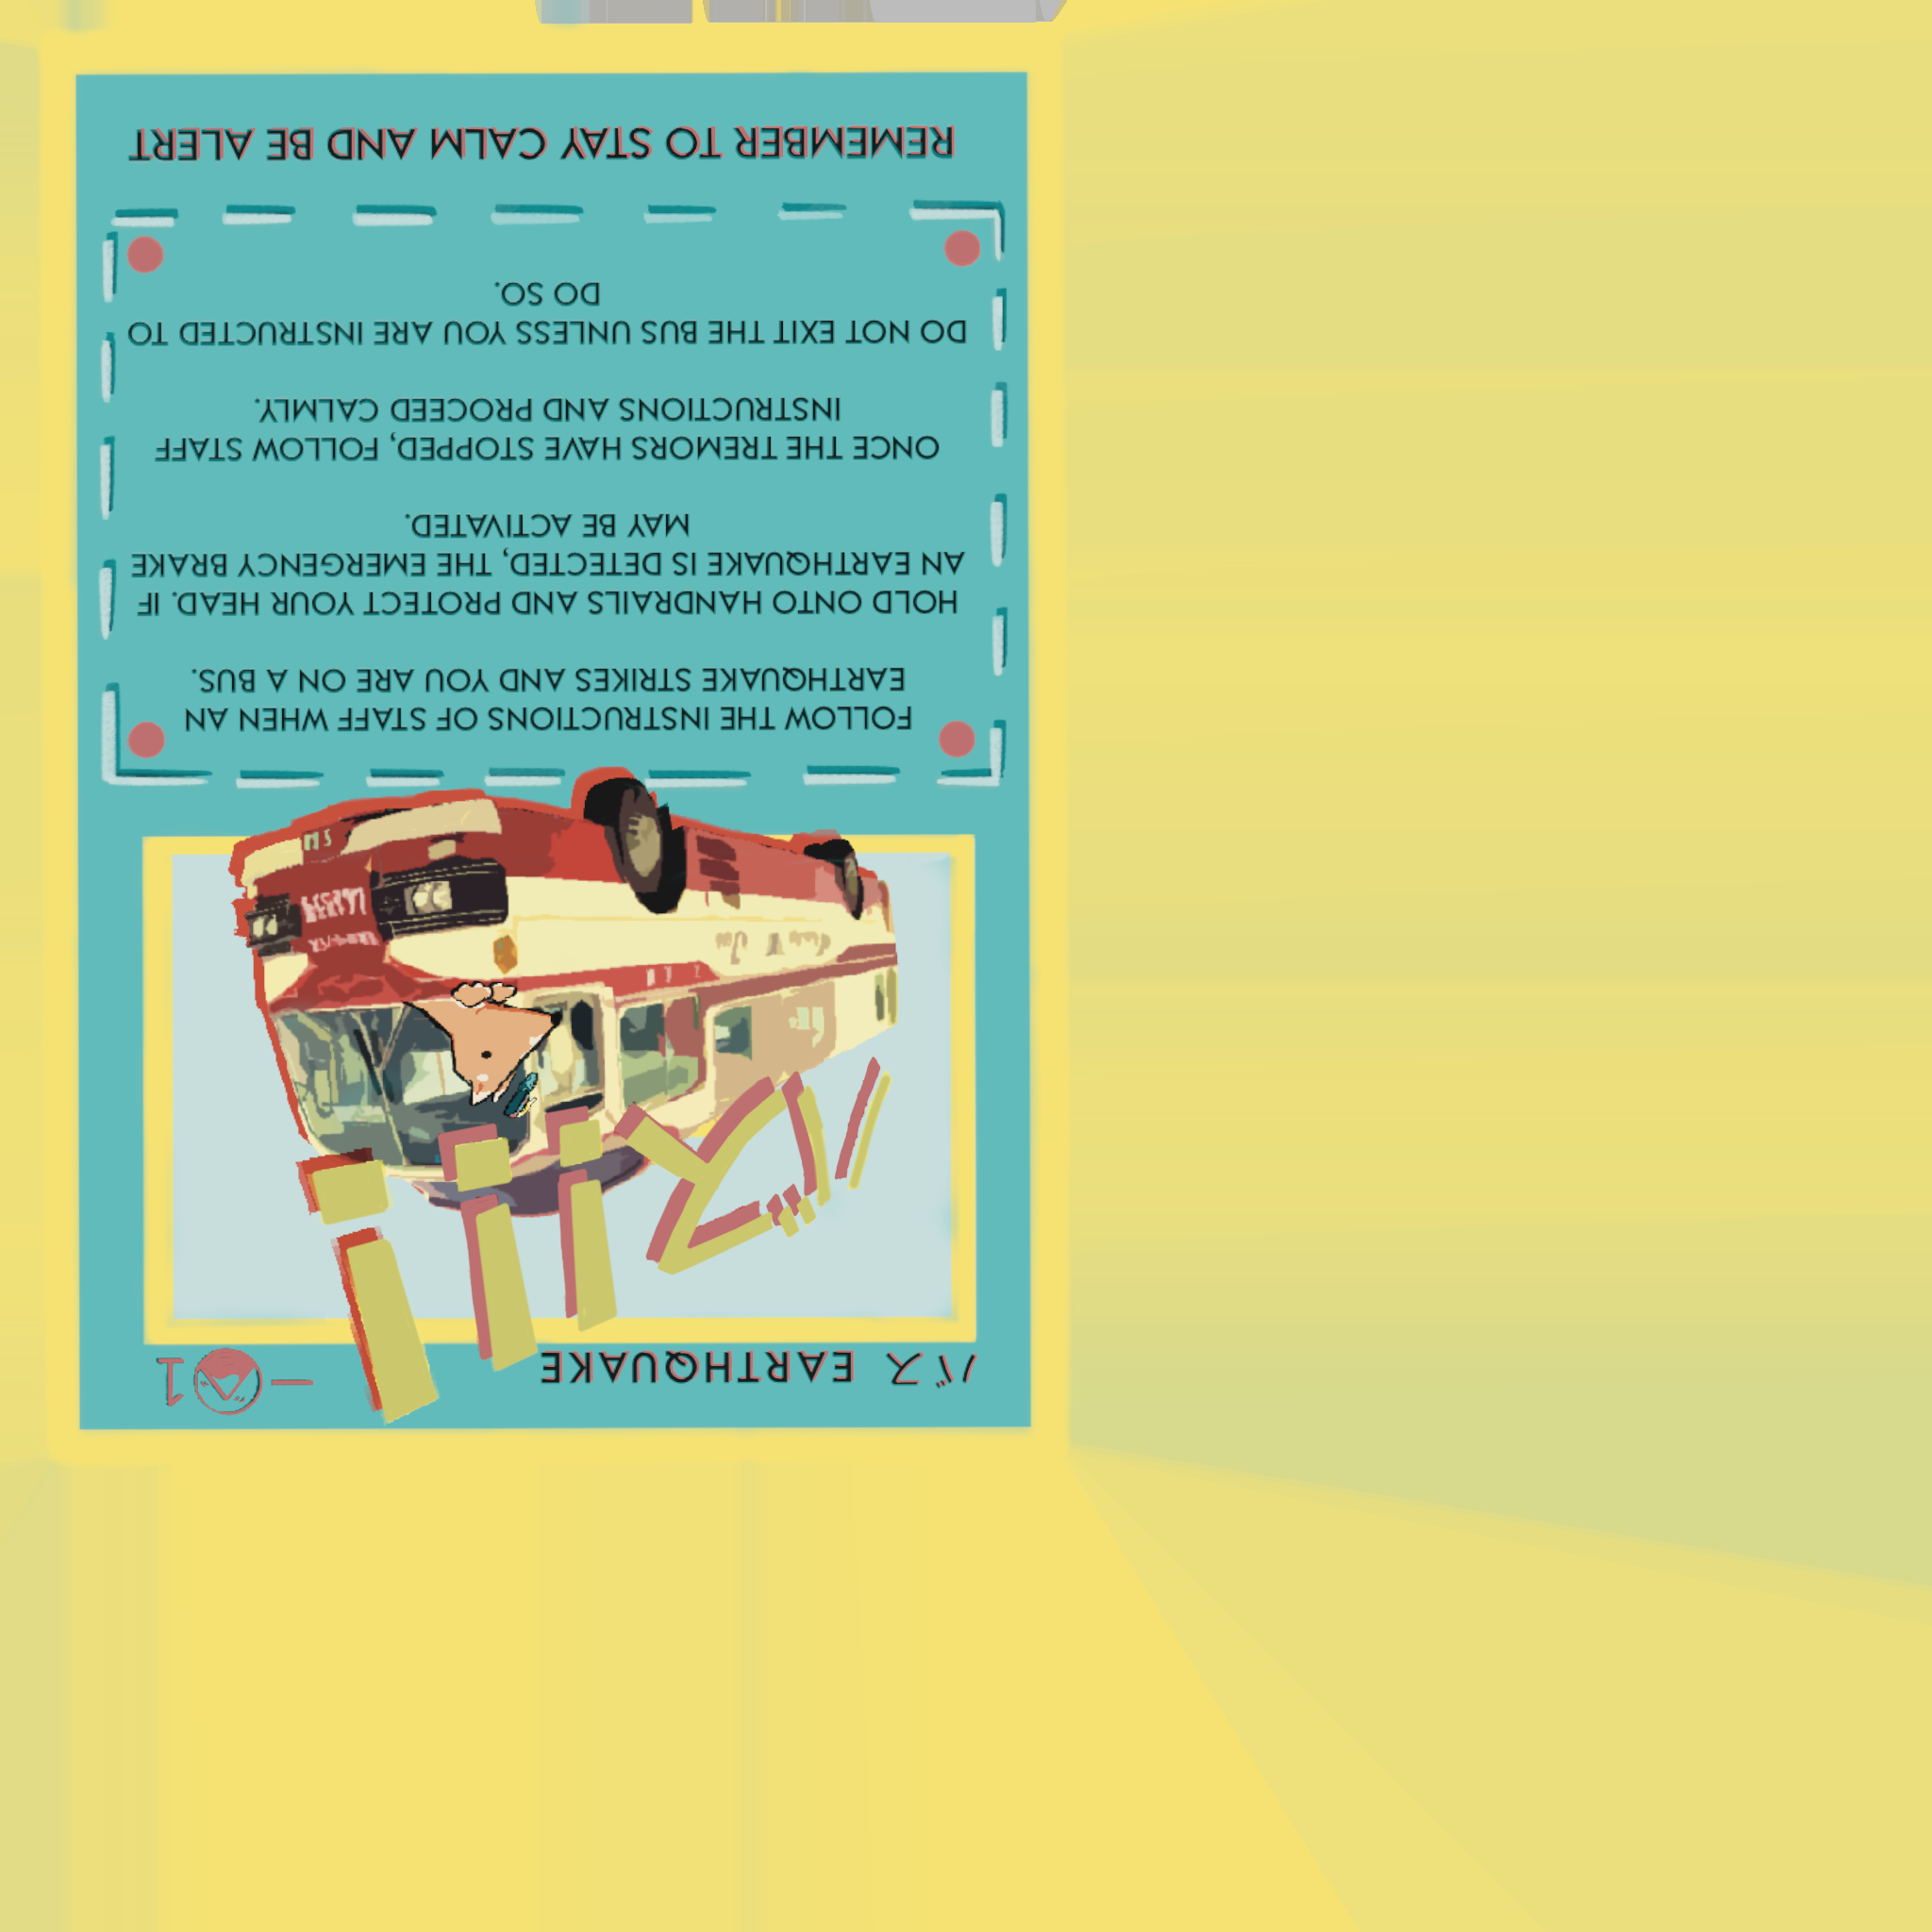 バス EARTHQUAKE
1
バス!!!
FOLLOW THE INSTRUCTIONS OF STAFF WHEN AN
EARTHQUAKE STRIKES AND YOU ARE ON A BUS.
HOLD ONTO HANDRAILS AND PROTECT YOUR HEAD. IF
AN EARTHQUAKE IS DETECTED, THE EMERGENCY BRAKE
MAY BE ACTIVATED.
ONCE THE TREMORS HAVE STOPPED, FOLLOW STAFF
INSTRUCTIONS AND PROCEED CALMLY.
DO NOT EXIT THE BUS UNLESS YOU ARE INSTRUCTED TO
DO SO.
REMEMBER TO STAY CALM AND BE ALERT